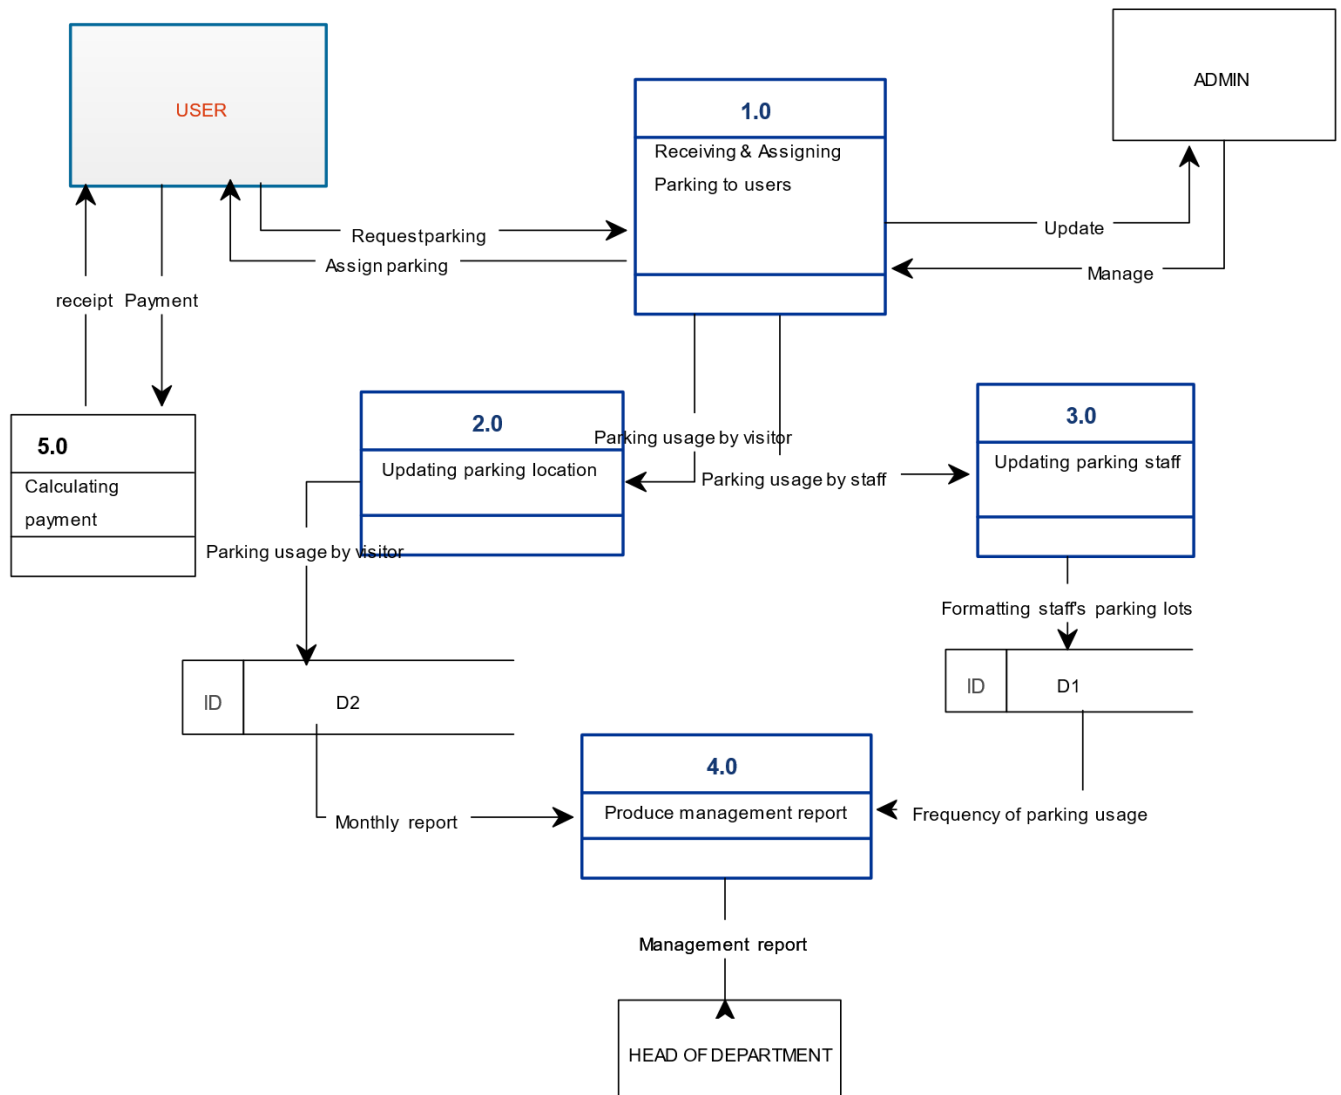 USER
ADMIN
1.0
Receiving & Assigning
Parking to users
Requestparking
Assign parking
Update
Manage
receipt
Payment
5.0
Calculating
payment
2.0
Updating parking location
Parking usage by visitor
Parking usage by staff
3.0
Updating parking staff
Parking usage by visitor
Formatting staff's parking lots
ID
D2
ID
D1
4.0
Produce management report
Monthly report
Frequency of parking usage
Management report
HEAD OF DEPARTMENT